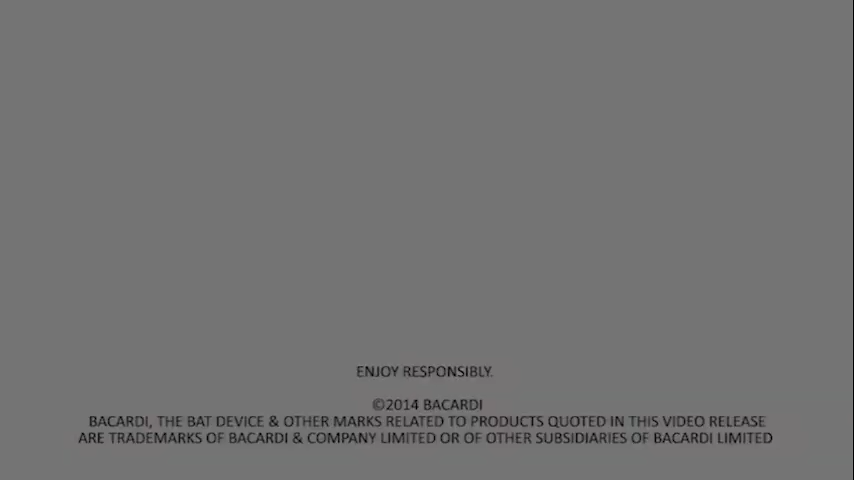 ENJOY RESPONSIBLY.
©2014 BACARDI
BACARDI, THE BAT DEVICE & OTHER MARKS RELATED TO PRODUCTS QUOTED IN THIS VIDEO RELEASE
ARE TRADEMARKS OF BACARDI & COMPANY LIMITED OR OF OTHER SUBSIDIARIES OF BACARDI LIMITED